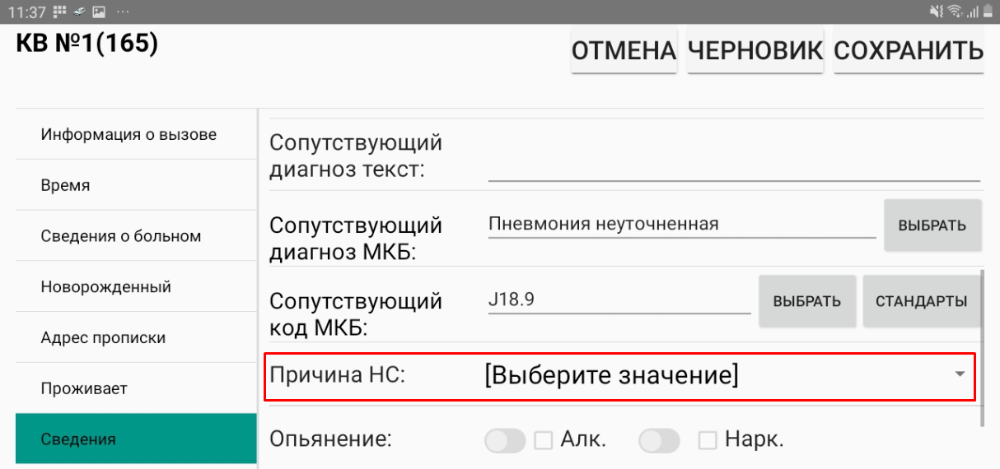 11:37
КВ №1(165)
ОТМЕНА ЧЕРНОВИК СОХРАНИТЬ
Информация о вызове
Время
Сведения о больном
Новорожденный
Адрес прописки
Проживает
Сведения
Сопутствующий
диагноз текст:
Сопутствующий
диагноз МКБ:
Пневмония неуточненная
ВЫБРАТЬ
Сопутствующий
код МКБ:
J18.9
ВЫБРАТЬ
СТАНДАРТЫ
Причина НС:
[Выберите значение]
Опьянение:
Алк.
Нарк.